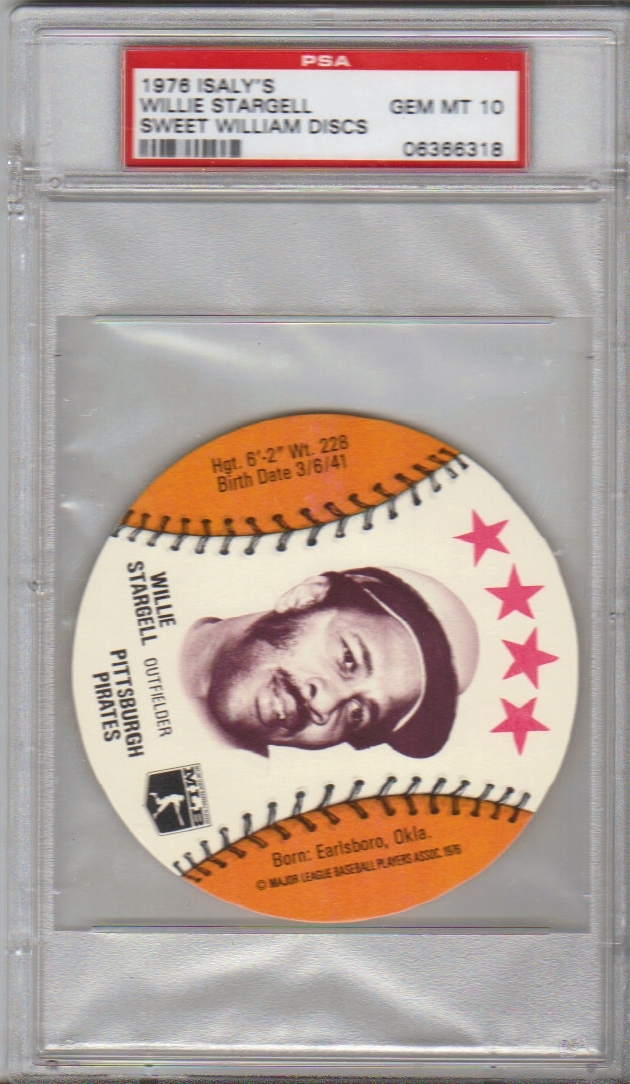 PSA
1976 ISALY'S
WILLIE STARGELL GEM MT 10
SWEET WILLIAM DISCS
06366318
Hgt. 6'-2" Wt. 228
Birth Date 3/6/41
WILLIE
STARGELL OUTFIELDER
PITTSBURGH
PIRATES
MLB
Born: Earlsboro, Okla.
© MAJOR LEAGUE BASEBALL PLAYERS ASSOC. 1976